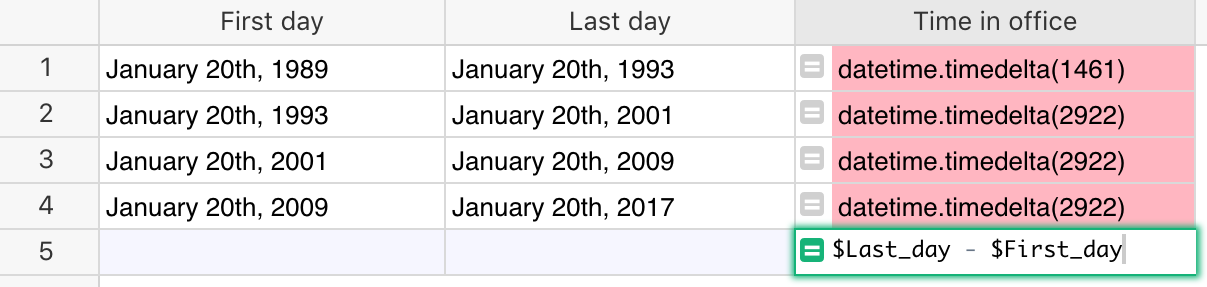 First day Last day Time in office
1 January 20th, 1989 January 20th, 1993 = datetime.timedelta(1461)
2 January 20th, 1993 January 20th, 2001 = datetime.timedelta(2922)
3 January 20th, 2001 January 20th, 2009 = datetime.timedelta(2922)
4 January 20th, 2009 January 20th, 2017 = datetime.timedelta(2922)
5 = $Last_day - $First_day